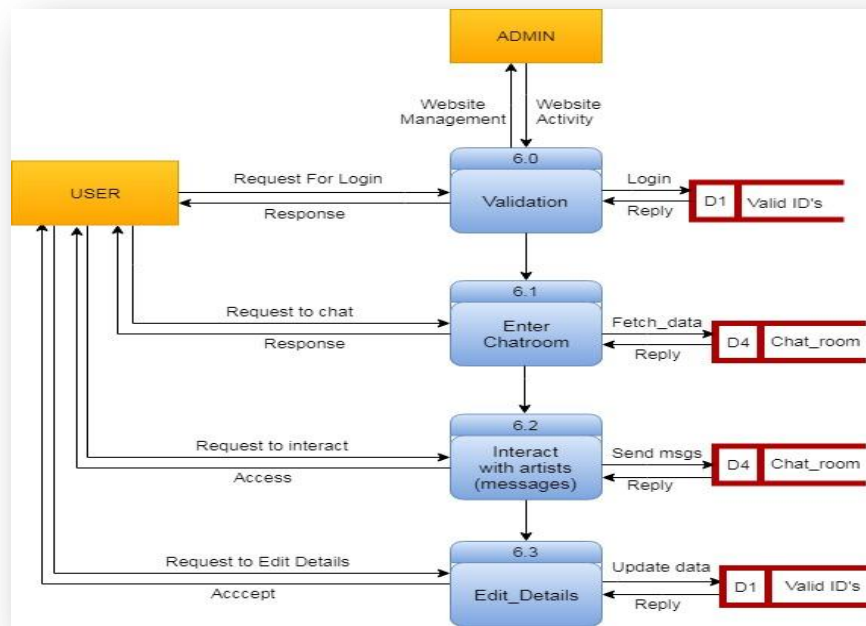 ADMIN
Website
Management
Website
Activity
USER
Request For Login
Response
6.0
Validation
Login
Reply
D1
Valid ID's
Request to chat
Response
6.1
Enter
Chatroom
Fetch_data
Reply
D4
Chat_room
Request to interact
Access
6.2
Interact
with artists
(messages)
Send msgs
Reply
D4
Chat_room
Request to Edit Details
Acccept
6.3
Edit_Details
Update data
Reply
D1
Valid ID's